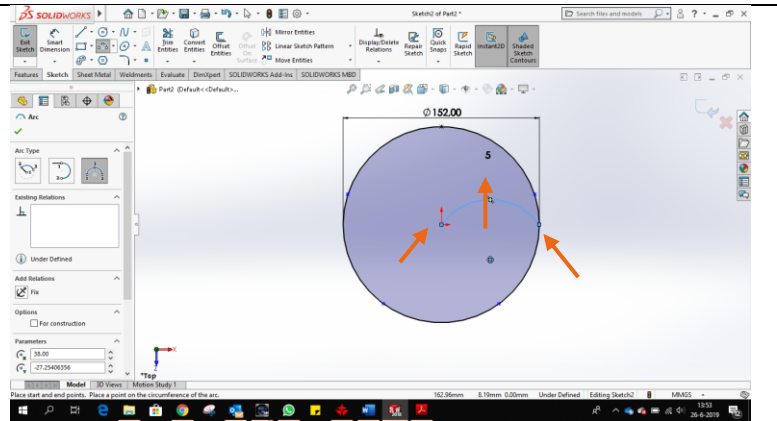 SOLIDWORKS
Sketch2 of Part2 *
Search files and models
Exit Sketch
Smart Dimension
Trim Entities
Convert Entities
Offset Entities
Offset On Surface
Mirror Entities
Linear Sketch Pattern
Move Entities
Display/Delete Relations
Repair Sketch
Quick Snaps
Rapid Sketch
Instant2D
Shaded Sketch Contours
Features Sketch Sheet Metal Weldments Evaluate DimXpert SOLIDWORKS Add-Ins SOLIDWORKS MBD
Part2 (Default<<Default>...
Arc
Arc Type
Existing Relations
Under Defined
Add Relations
Fix
Options
For construction
Parameters
38.00
-27.25406356
Ø152,00
5
X
*Top
Model 3D Views Motion Study 1
Place start and end points. Place a point on the circumference of the arc.
162.96mm 8.19mm 0.00mm Under Defined Editing Sketch2 MMGS
13:53
26-6-2019